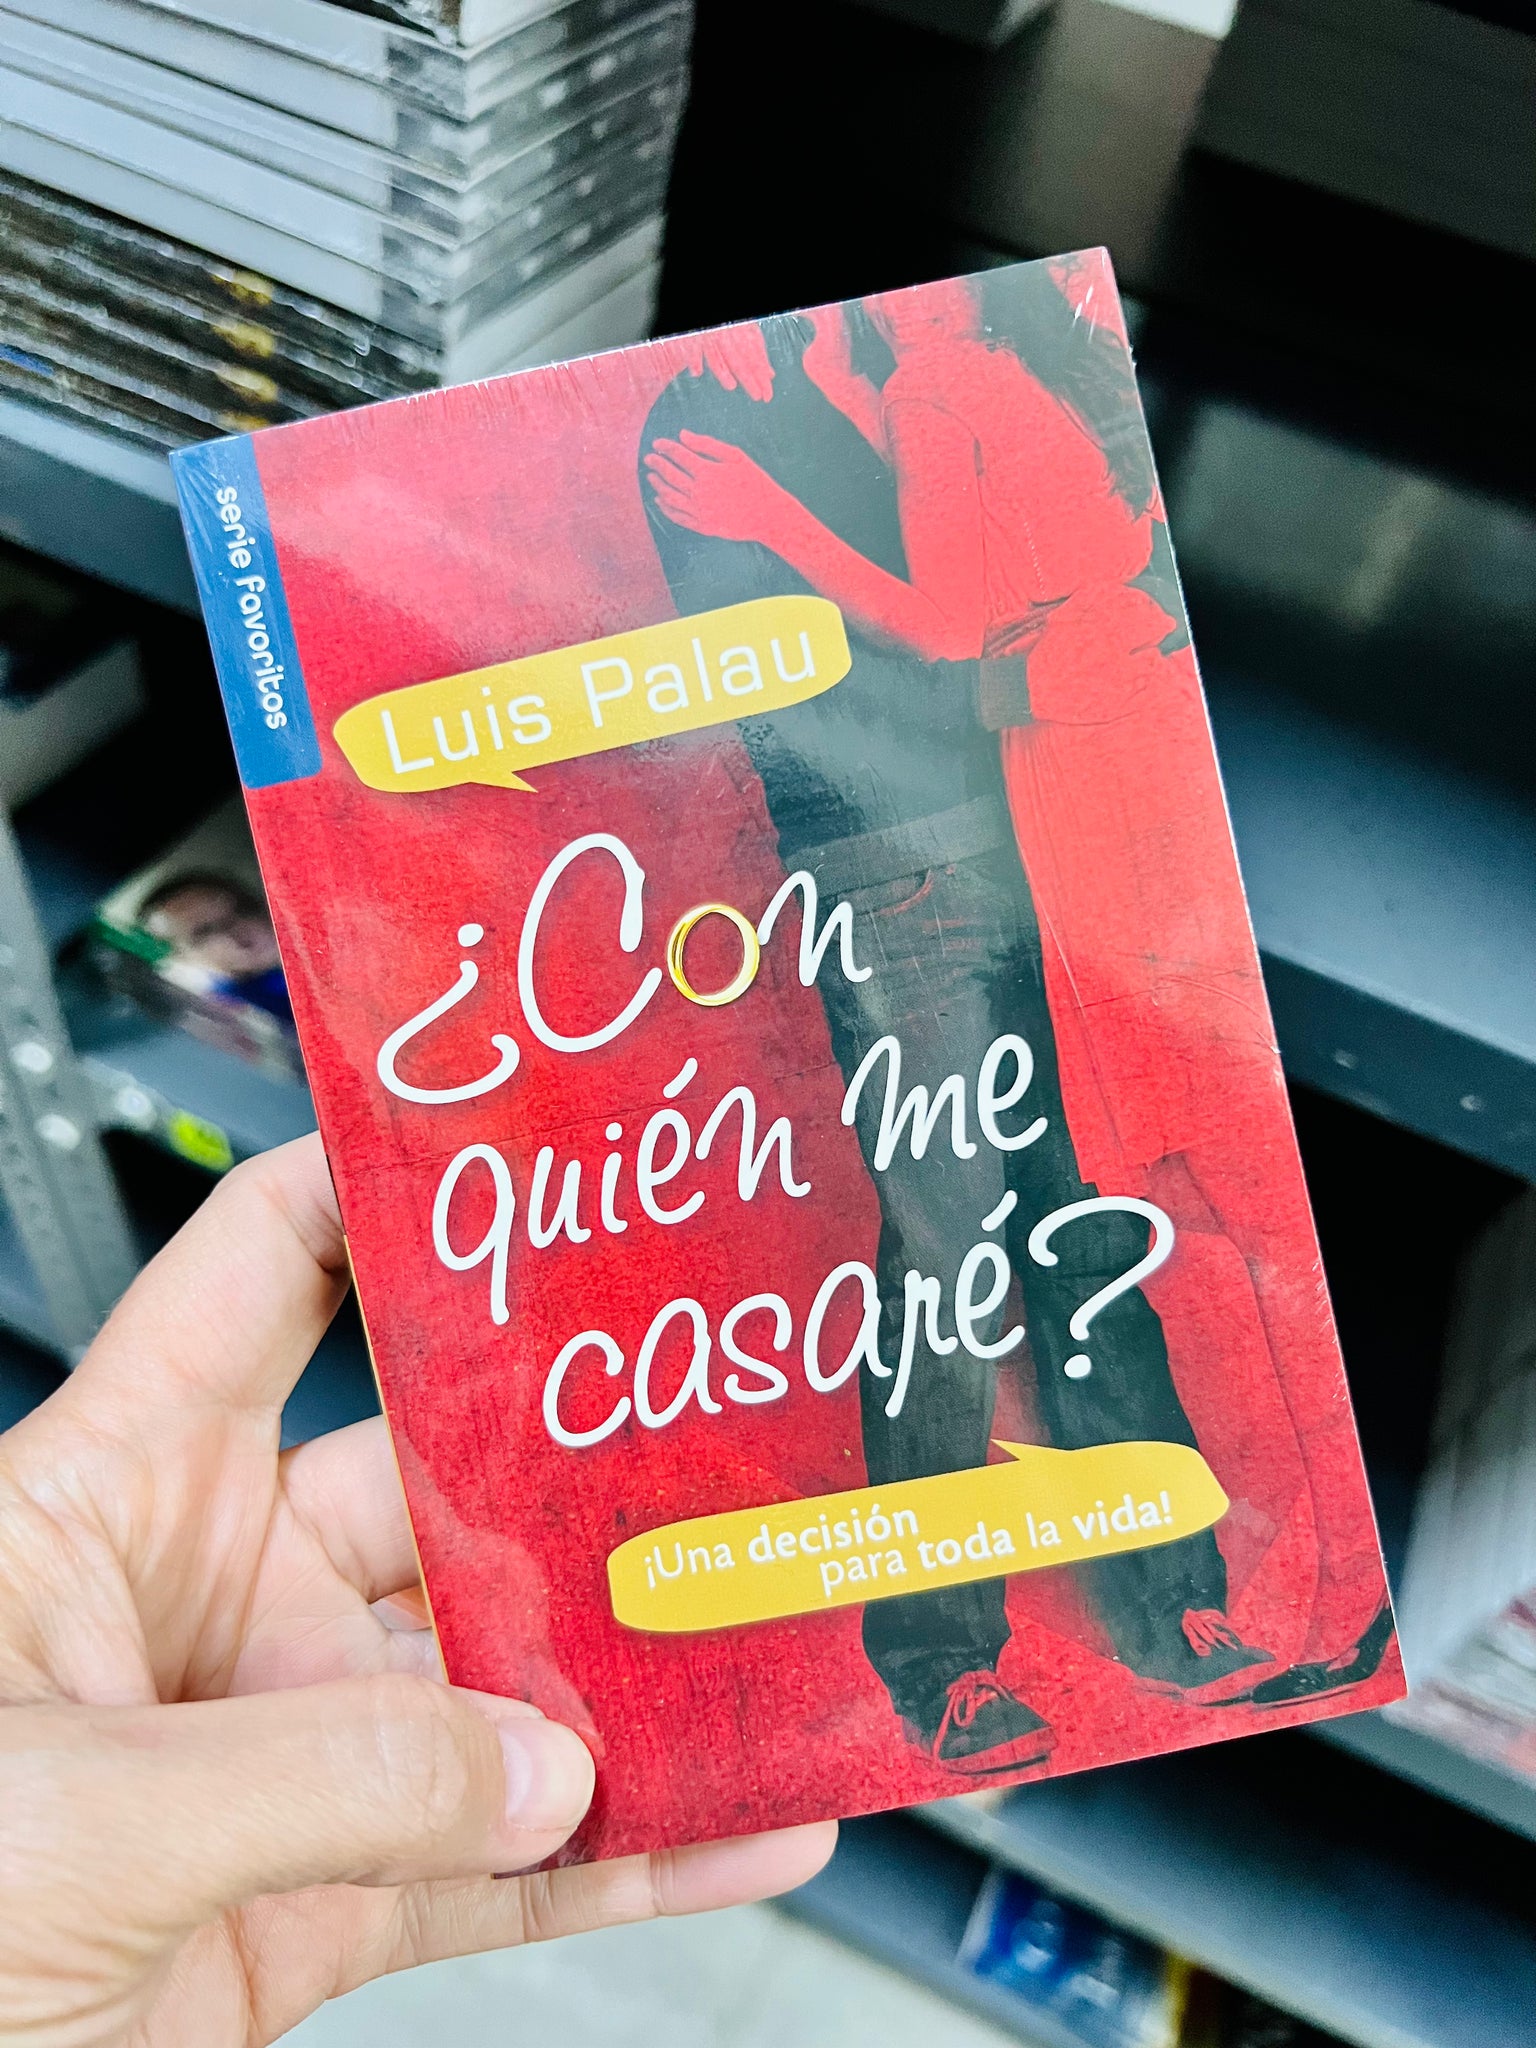 serie favoritos
Luis Palau
¿Con
quién me
casaré?
¡Una decisión
para toda la vida!